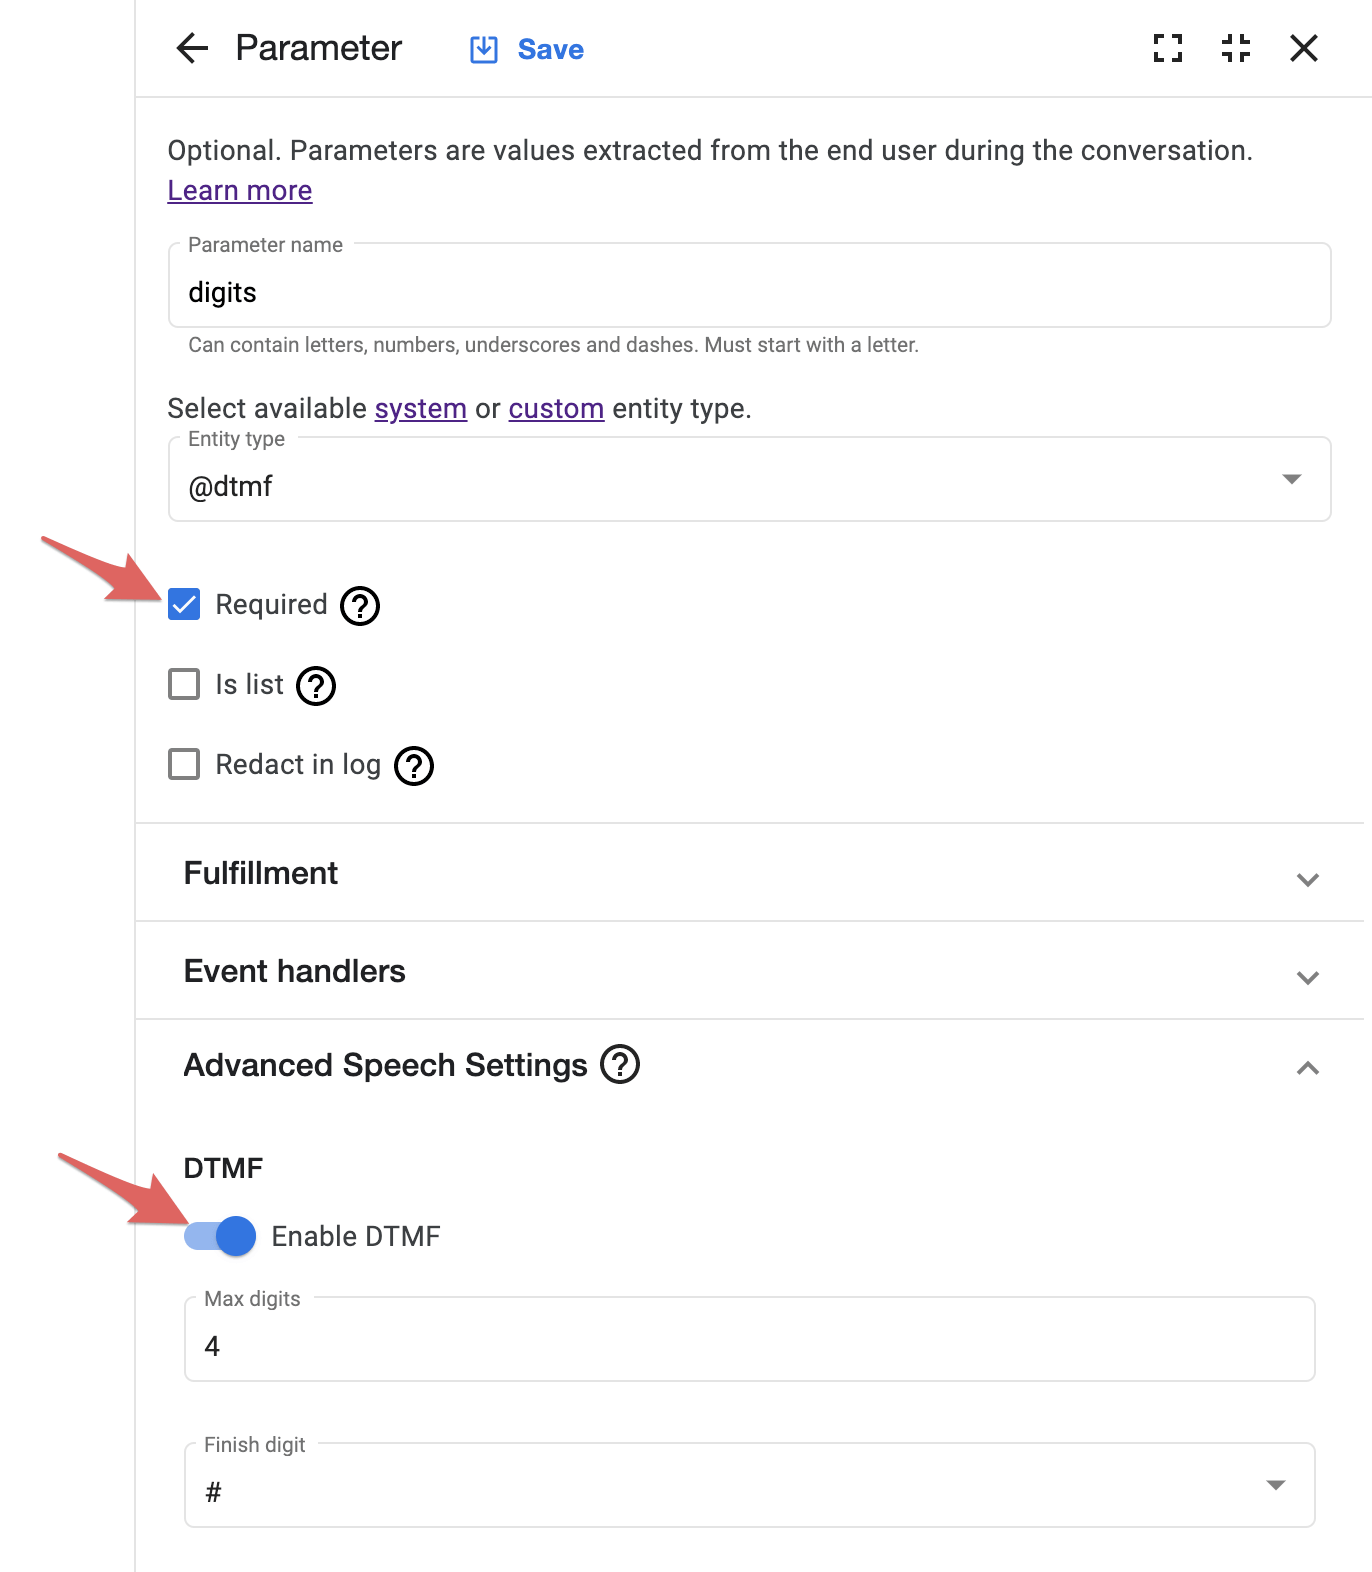 Parameter
Save
Optional. Parameters are values extracted from the end user during the conversation.
Learn more
Parameter name
digits
Can contain letters, numbers, underscores and dashes. Must start with a letter.
Select available system or custom entity type.
Entity type
@dtmf
Required
Is list
Redact in log
Fulfillment
Event handlers
Advanced Speech Settings
DTMF
Enable DTMF
Max digits
4
Finish digit
#